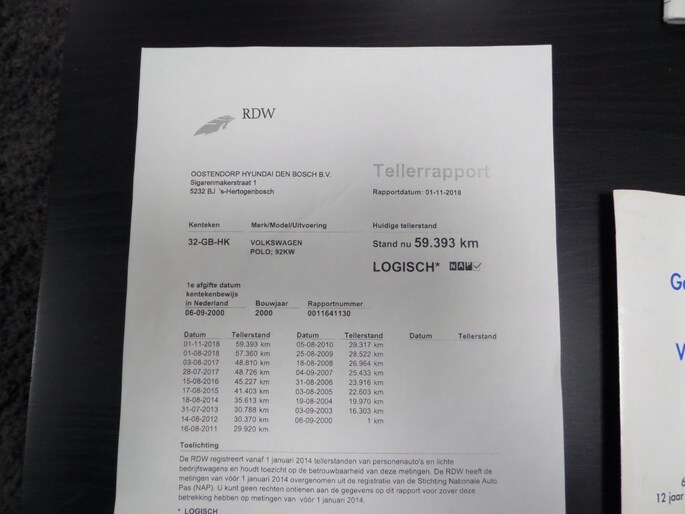 RDW
OOSTENDORP HYUNDAI DEN BOSCH B.V.
Sigarenmakerstraat 1
5232 BJ 's-Hertogenbosch
Tellerrapport
Rapportdatum: 01-11-2018
Kenteken Merk/Model/Uitvoering Huidige tellerstand
32-GB-HK VOLKSWAGEN
POLO; 92KW
Stand nu 59.393 km
LOGISCH* NAP
1e afgifte datum
kentekenbewijs
in Nederland Bouwjaar Rapportnummer
06-09-2000 2000 0011641130
Datum Tellerstand Datum Tellerstand Datum Tellerstand
01-11-2018 59.393 km 05-08-2010 29.317 km
01-08-2018 57.360 km 25-08-2009 28.522 km
03-08-2017 48.810 km 18-08-2008 26.964 km
28-07-2017 48.726 km 04-09-2007 25.433 km
15-08-2016 45.227 km 31-08-2006 23.916 km
17-08-2015 41.403 km 03-08-2005 22.603 km
18-08-2014 35.613 km 19-08-2004 19.970 km
31-07-2013 30.788 km 03-09-2003 16.303 km
14-08-2012 30.370 km 06-09-2000 1 km
16-08-2011 29.920 km
Toelichting
De RDW registreert vanaf 1 januari 2014 tellerstanden van personenauto's en lichte
bedrijfswagens en houdt toezicht op de betrouwbaarheid van deze metingen. De RDW heeft de
metingen van vóór 1 januari 2014 overgenomen uit de registratie van de Stichting Nationale Auto
Pas (NAP). U kunt geen rechten ontlenen aan de gegevens op dit rapport voor zover deze
betrekking hebben op metingen van vóór 1 januari 2014.
* LOGISCH
G
V
6
12 jaar